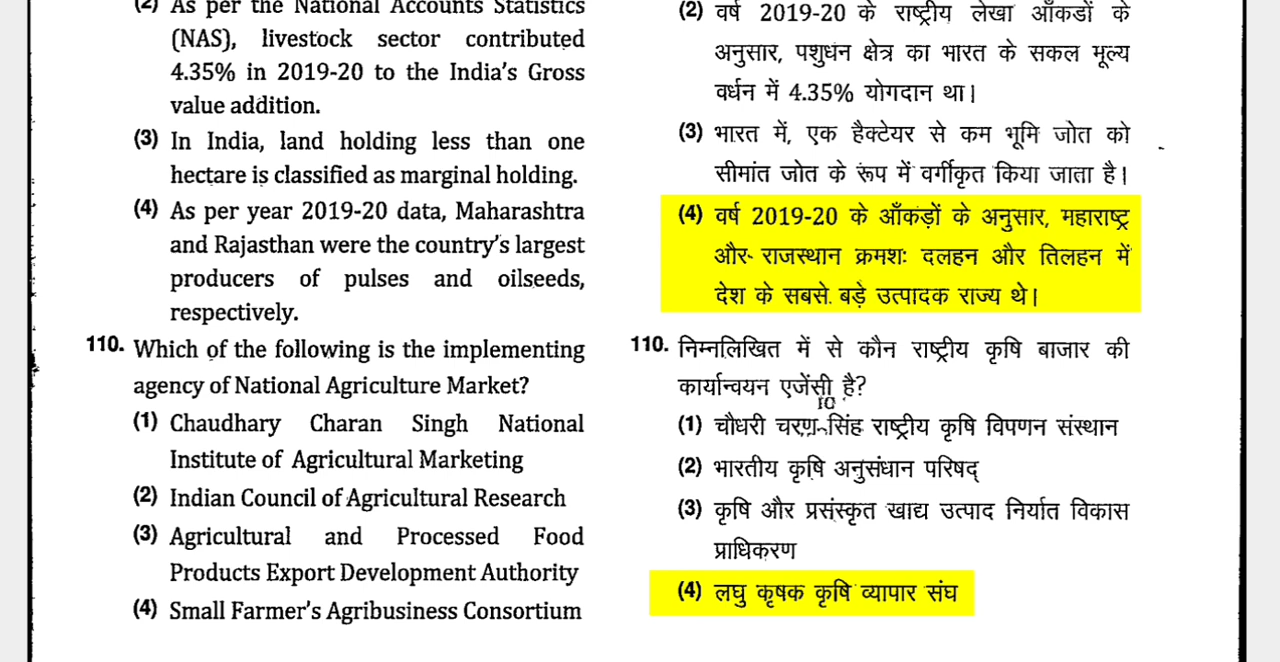 (2) As per the National Accounts Statistics
(NAS), livestock sector contributed
4.35% in 2019-20 to the India's Gross
value addition.
(3) In India, land holding less than one
hectare is classified as marginal holding.
(4) As per year 2019-20 data, Maharashtra
and Rajasthan were the country's largest
producers of pulses and oilseeds,
respectively.
110. Which of the following is the implementing
agency of National Agriculture Market?
(1) Chaudhary Charan Singh National
Institute of Agricultural Marketing
(2) Indian Council of Agricultural Research
(3) Agricultural and Processed Food
Products Export Development Authority
(4) Small Farmer's Agribusiness Consortium
(2) वर्ष 2019-20 के राष्ट्रीय लेखा आँकडों के
अनुसार, पशुधन क्षेत्र का भारत के सकल मूल्य
वर्धन में 4.35% योगदान था।
(3) भारत में, एक हैक्टेयर से कम भूमि जोत को
सीमांत जोत के रूप में वर्गीकृत किया जाता है।
(4) वर्ष 2019-20 के आँकड़ों के अनुसार, महाराष्ट्र
और राजस्थान क्रमशः दलहन और तिलहन में
देश के सबसे बड़े उत्पादक राज्य थे।
110. निम्नलिखित में से कौन राष्ट्रीय कृषि बाजार की
कार्यान्वयन एजेंसी है?
(1) चौधरी चरण सिंह राष्ट्रीय कृषि विपणन संस्थान
(2) भारतीय कृषि अनुसंधान परिषद्
(3) कृषि और प्रसंस्कृत खाद्य उत्पाद निर्यात विकास
प्राधिकरण
(4) लघु कृषक कृषि व्यापार संघ